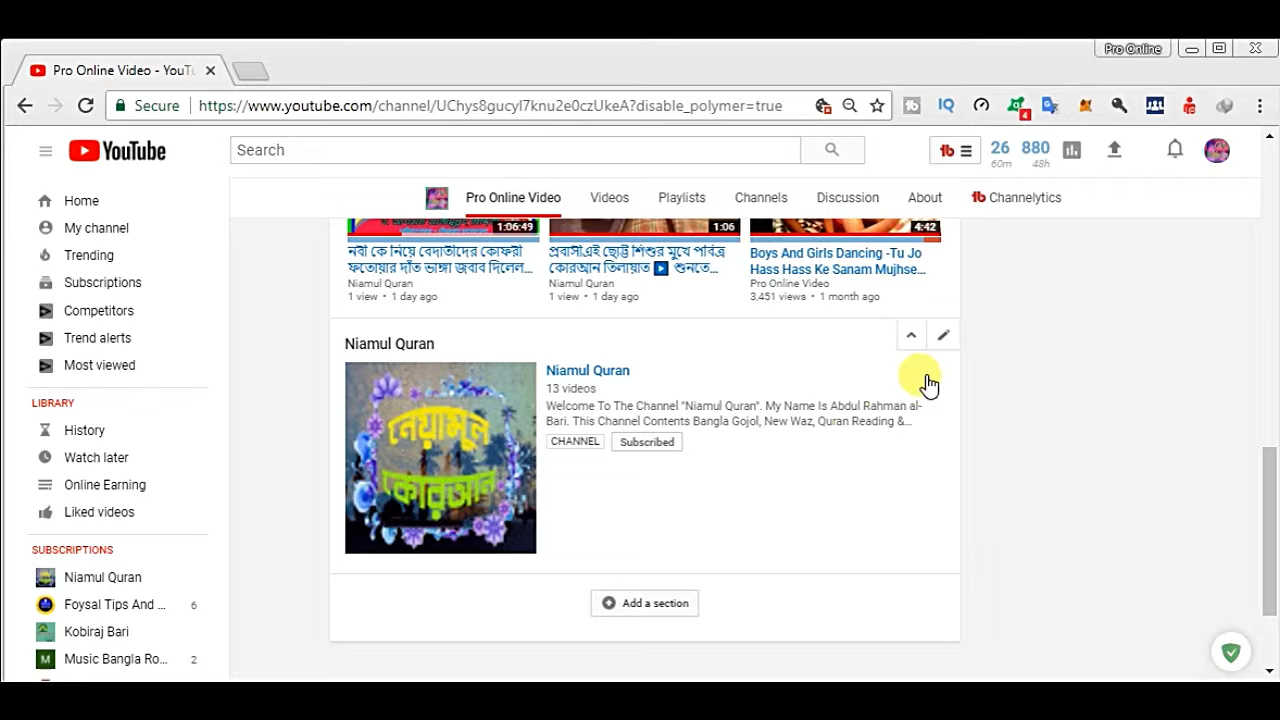 Pro Online
Pro Online Video - YouTu
Secure
https://www.youtube.com/channel/UChys8gucyI7knu2e0czUkeA?disable_polymer=true
IQ
4
YouTube
Search
tb
26
60m
880
48h
Home
My channel
Trending
Subscriptions
Competitors
Trend alerts
Most viewed
LIBRARY
History
Watch later
Online Earning
Liked videos
SUBSCRIPTIONS
Niamul Quran
Foysal Tips And ... 6
Kobiraj Bari
M Music Bangla Ro... 2
Pro Online Video Videos Playlists Channels Discussion About tb Channelytics
1:06:49
নবী কে নিয়ে বেদাতীদের কোফরী
ফতোয়ার দাঁত ভাঙ্গা জবাব দিলেল...
Niamul Quran
1 view • 1 day ago
1:06
প্রবাসীএই ছোট্ট শিশুর মুখে পবিত্র
কোরআন তিলায়াত ▶ শুনতে...
Niamul Quran
1 view • 1 day ago
4:42
Boys And Girls Dancing -Tu Jo
Hass Hass Ke Sanam Mujhse...
Pro Online Video
3,451 views • 1 month ago
Niamul Quran
নেয়ামূল
কোরআন
Niamul Quran
13 videos
Welcome To The Channel "Niamul Quran". My Name Is Abdul Rahman al-
Bari. This Channel Contents Bangla Gojol, New Waz, Quran Reading &...
CHANNEL Subscribed
Add a section